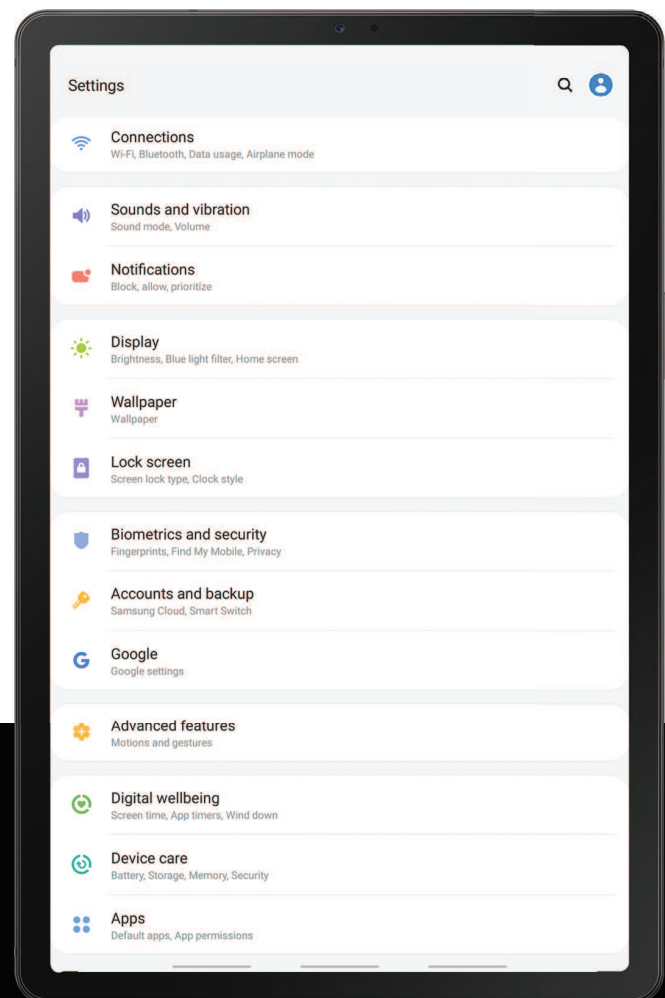 Settings
Connections
Wi-Fi, Bluetooth, Data usage, Airplane mode
Sounds and vibration
Sound mode, Volume
Notifications
Block, allow, prioritize
Display
Brightness, Blue light filter, Home screen
Wallpaper
Wallpaper
Lock screen
Screen lock type, Clock style
Biometrics and security
Fingerprints, Find My Mobile, Privacy
Accounts and backup
Samsung Cloud, Smart Switch
Google
Google settings
Advanced features
Motions and gestures
Digital wellbeing
Screen time, App timers, Wind down
Device care
Battery, Storage, Memory, Security
Apps
Default apps, App permissions